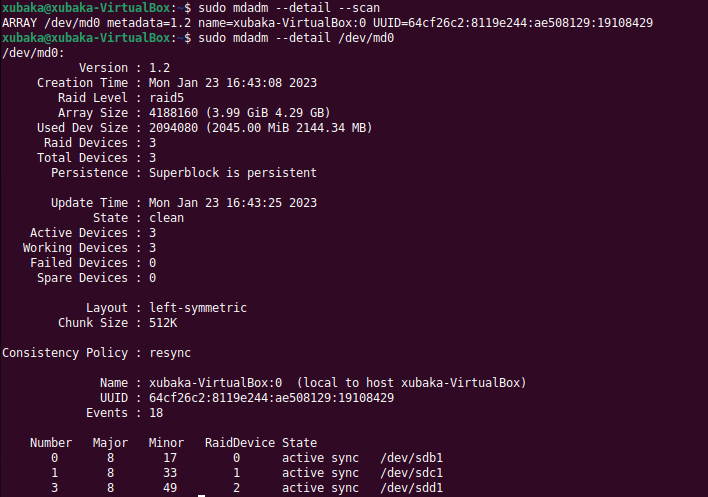 xubaka@xubaka-VirtualBox:~$ sudo mdadm --detail --scan
ARRAY /dev/md0 metadata=1.2 name=xubaka-VirtualBox:0 UUID=64cf26c2:8119e244:ae508129:19108429
xubaka@xubaka-VirtualBox:~$ sudo mdadm --detail /dev/md0
/dev/md0:
           Version : 1.2
     Creation Time : Mon Jan 23 16:43:08 2023
        Raid Level : raid5
        Array Size : 4188160 (3.99 GiB 4.29 GB)
     Used Dev Size : 2094080 (2045.00 MiB 2144.34 MB)
      Raid Devices : 3
     Total Devices : 3
       Persistence : Superblock is persistent

       Update Time : Mon Jan 23 16:43:25 2023
             State : clean
    Active Devices : 3
   Working Devices : 3
    Failed Devices : 0
     Spare Devices : 0

            Layout : left-symmetric
        Chunk Size : 512K

Consistency Policy : resync

              Name : xubaka-VirtualBox:0  (local to host xubaka-VirtualBox)
              UUID : 64cf26c2:8119e244:ae508129:19108429
            Events : 18

    Number   Major   Minor   RaidDevice State
       0       8       17        0      active sync   /dev/sdb1
       1       8       33        1      active sync   /dev/sdc1
       3       8       49        2      active sync   /dev/sdd1